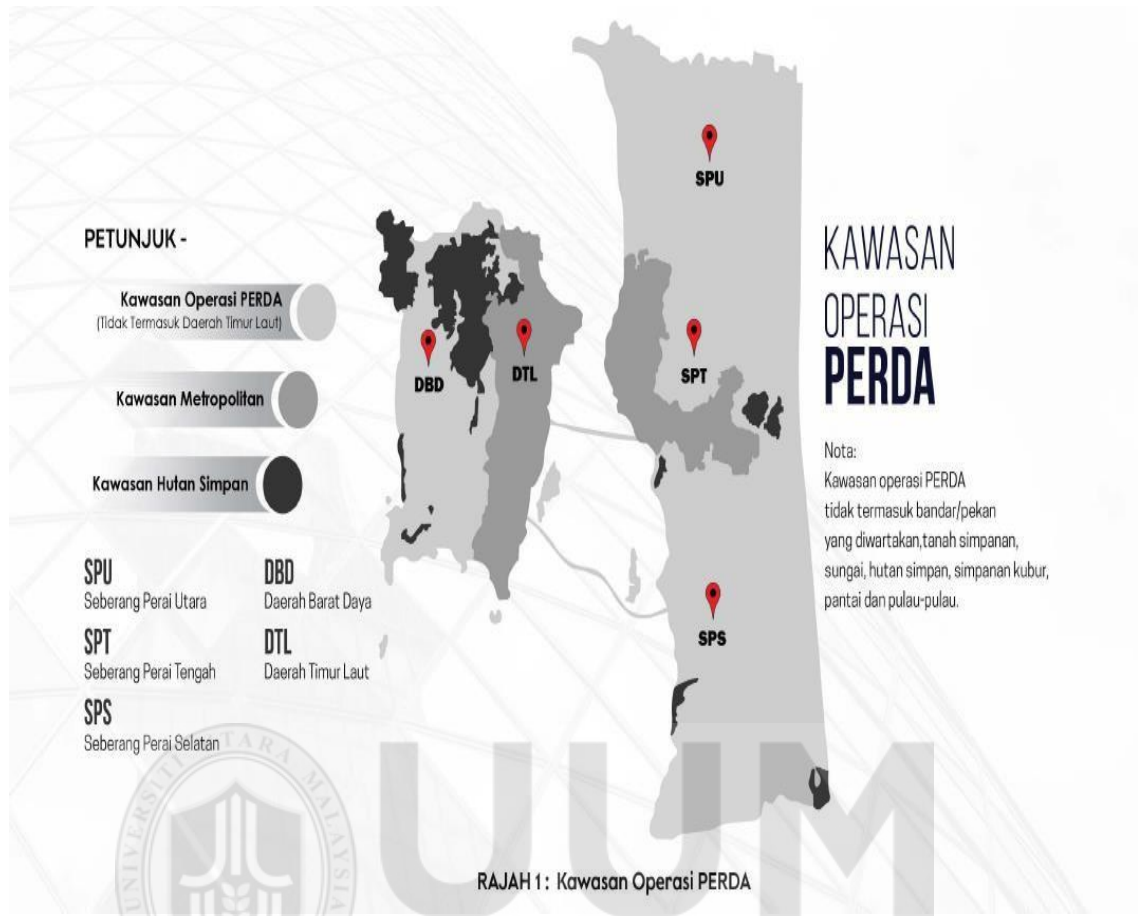 PETUNJUK -
Kawasan Operasi PERDA
(Tidak Termasuk Daerah Timur Laut)
Kawasan Metropolitan
Kawasan Hutan Simpan
SPU
Seberang Perai Utara
DBD
Daerah Barat Daya
SPT
Seberang Perai Tengah
DTL
Daerah Timur Laut
SPS
Seberang Perai Selatan
SPU
DBD
DTL
SPT
SPS
KAWASAN
OPERASI
PERDA
Nota:
Kawasan operasi PERDA
tidak termasuk bandar/pekan
yang diwartakan,tanah simpanan,
sungai, hutan simpan, simpanan kubur,
pantai dan pulau-pulau.
UUM
RAJAH 1 : Kawasan Operasi PERDA